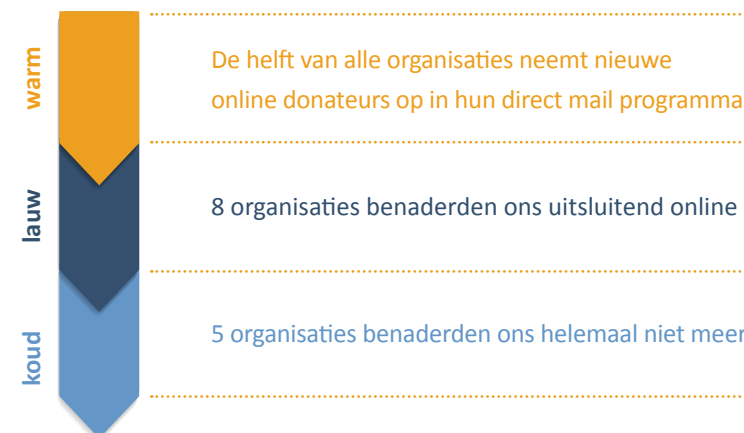 warm
De helft van alle organisaties neemt nieuwe
online donateurs op in hun direct mail programma
lauw
8 organisaties benaderden ons uitsluitend online
koud
5 organisaties benaderden ons helemaal niet meer